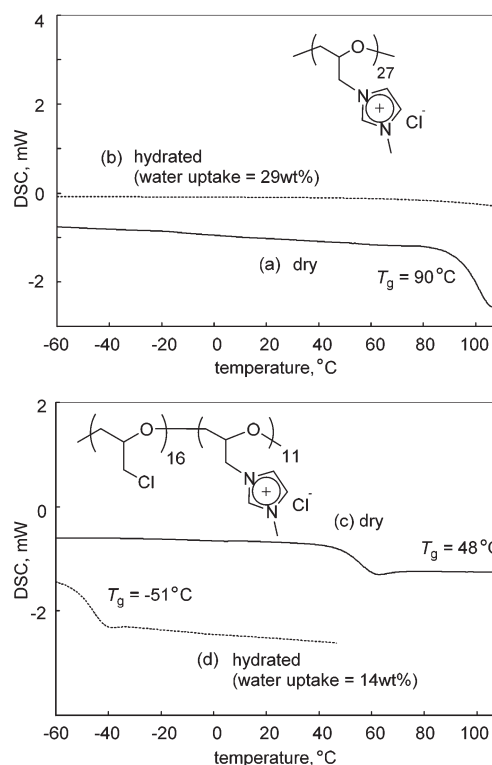 4
2
0
-2
DSC, mW
O
27
N
+
N
Cl-
(b) hydrated
(water uptake = 29wt%)
(a) dry
Tg = 90°C
-60 -40 -20 0 20 40 60 80 100
temperature, °C
2
0
-2
DSC, mW
O O
16 11
Cl
N
+
N
Cl-
(c) dry
Tg = 48°C
Tg = -51°C
(d) hydrated
(water uptake = 14wt%)
-60 -40 -20 0 20 40 60 80 100
temperature, °C